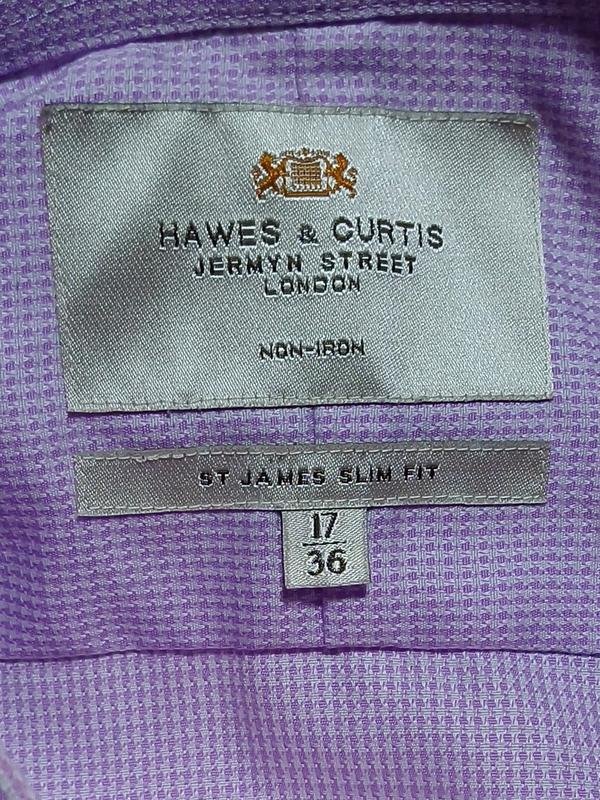 HAWES & CURTIS
JERMYN STREET
LONDON
NON-IRON
ST JAMES SLIM FIT
17
36